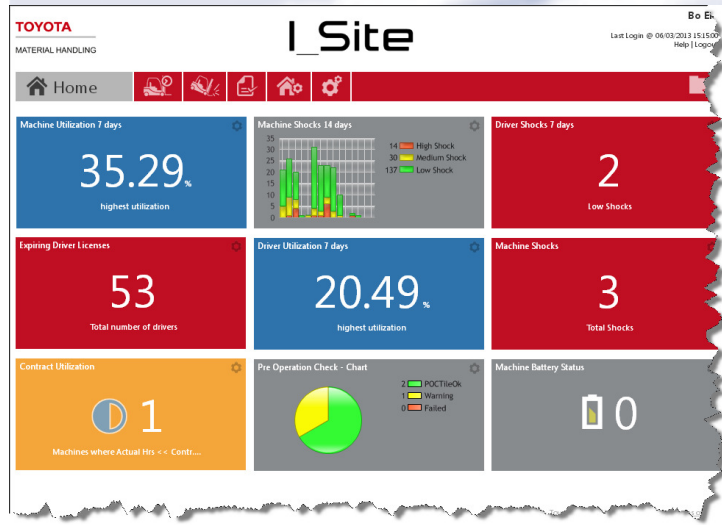 TOYOTA
MATERIAL HANDLING
I_Site
Last Login @ 06/03/2013 15:15:00
Help | Logout
Home
Machine Utilization 7 days
35.29 %
highest utilization
Machine Shocks 14 days
35
30
25
20
15
10
5
0
14 High Shock
30 Medium Shock
137 Low Shock
Driver Shocks 7 days
2
Low Shocks
Expiring Driver Licenses
53
Total number of drivers
Driver Utilization 7 days
20.49 %
highest utilization
Machine Shocks
3
Total Shocks
Contract Utilization
1
Machines where Actual Hrs << Contr....
Pre Operation Check - Chart
2 POCTileOk
1 Warning
0 Failed
Machine Battery Status
0